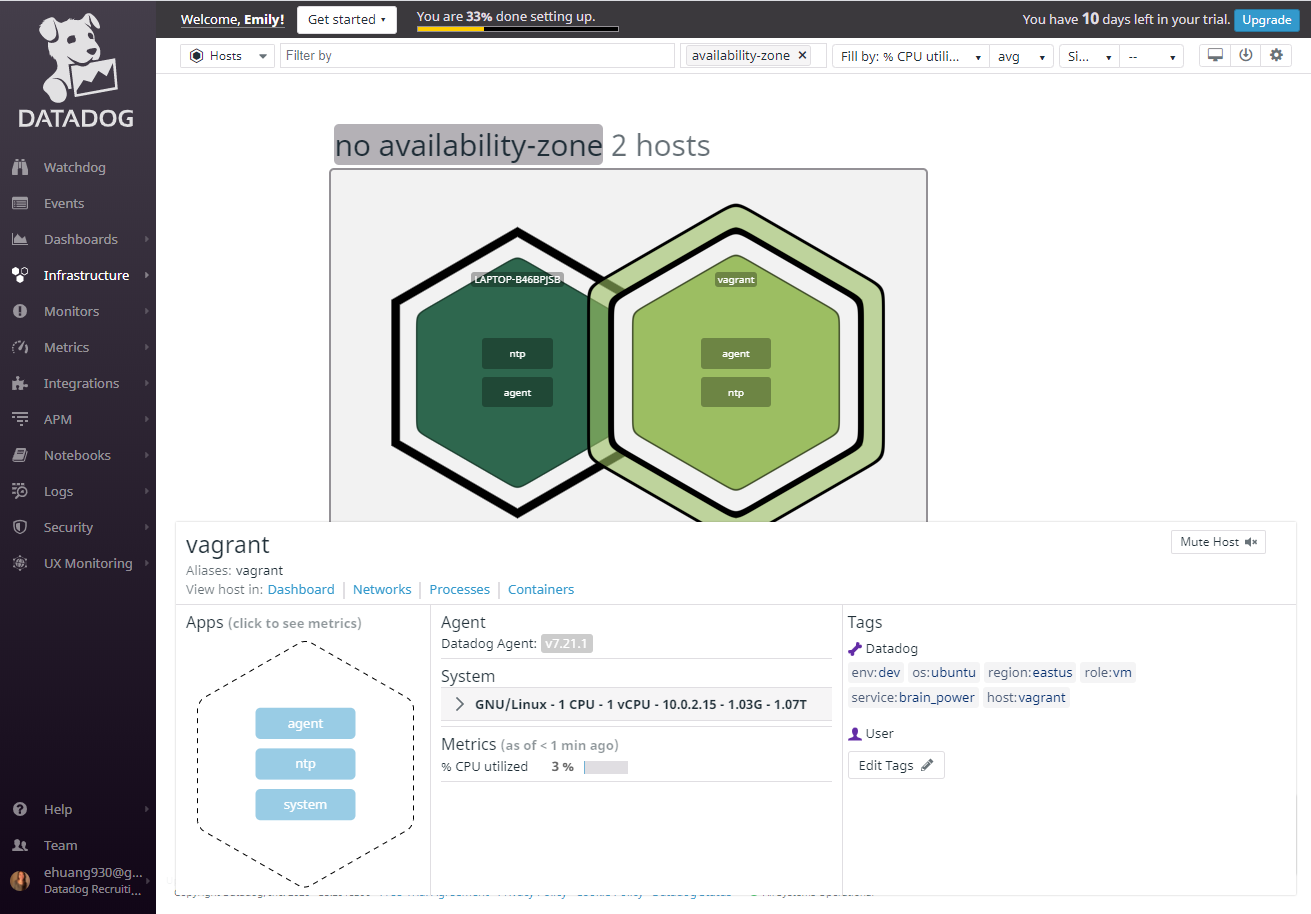 DATADOG
Watchdog
Events
Dashboards
Infrastructure
Monitors
Metrics
Integrations
APM
Notebooks
Logs
Security
UX Monitoring
Help
Team
ehuang930@g...
Datadog Recruiti...
Welcome, Emily!
Get started
You are 33% done setting up.
You have 10 days left in your trial.
Upgrade
Hosts
Filter by
availability-zone ×
Fill by: % CPU utili...
avg
Si...
--
no availability-zone 2 hosts
LAPTOP-B46BPJSB
ntp
agent
vagrant
agent
ntp
vagrant
Mute Host
Aliases: vagrant
View host in: Dashboard | Networks | Processes | Containers
Apps (click to see metrics)
agent
ntp
system
Agent
Datadog Agent: v7.21.1
System
GNU/Linux - 1 CPU - 1 vCPU - 10.0.2.15 - 1.03G - 1.07T
Metrics (as of < 1 min ago)
% CPU utilized 3 %
Tags
Datadog
env:dev os:ubuntu region:eastus role:vm
service:brain_power host:vagrant
User
Edit Tags